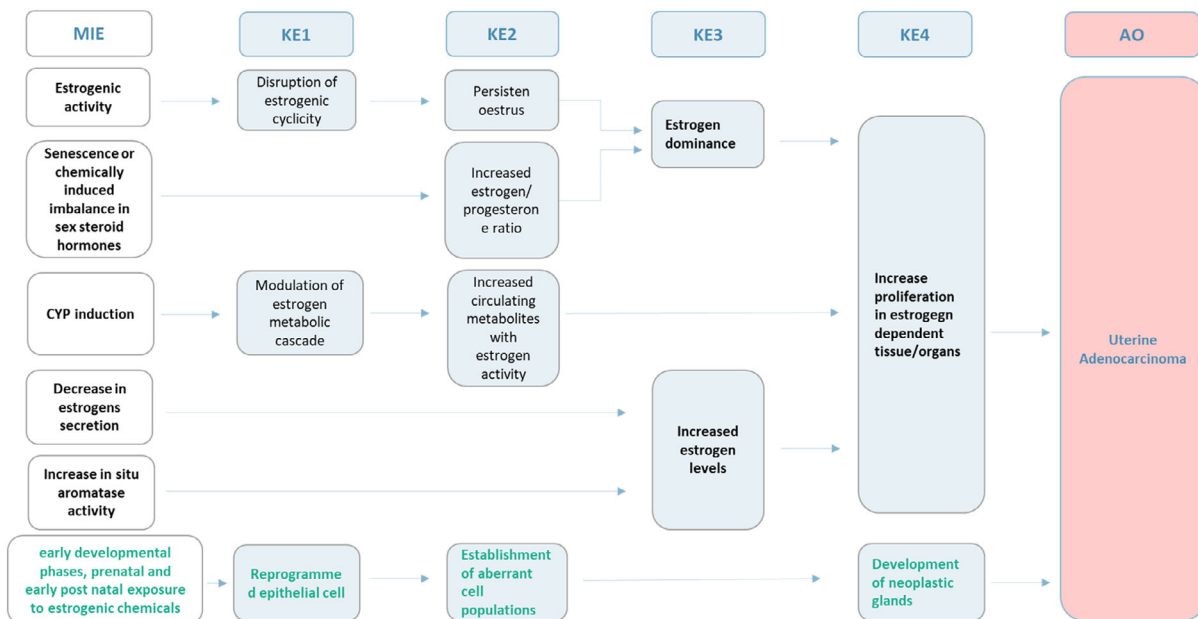 MIE
KE1
KE2
KE3
KE4
AO
Estrogenic
activity
Disruption of
estrogenic
cyclicity
Persisten
oestrus
Estrogen
dominance
Senescence or
chemically
induced
imbalance in
sex steroid
hormones
Increased
estrogen/
progesteron
e ratio
CYP induction
Modulation of
estrogen
metabolic
cascade
Increased
circulating
metabolites
with
estrogen
activity
Increase
proliferation
in estrogegn
dependent
tissue/organs
Uterine
Adenocarcinoma
Decrease in
estrogens
secretion
Increased
estrogen
levels
Increase in situ
aromatase
activity
early developmental
phases, prenatal and
early post natal exposure
to estrogenic chemicals
Reprogramme
d epithelial cell
Establishment
of aberrant
cell
populations
Development
of neoplastic
glands